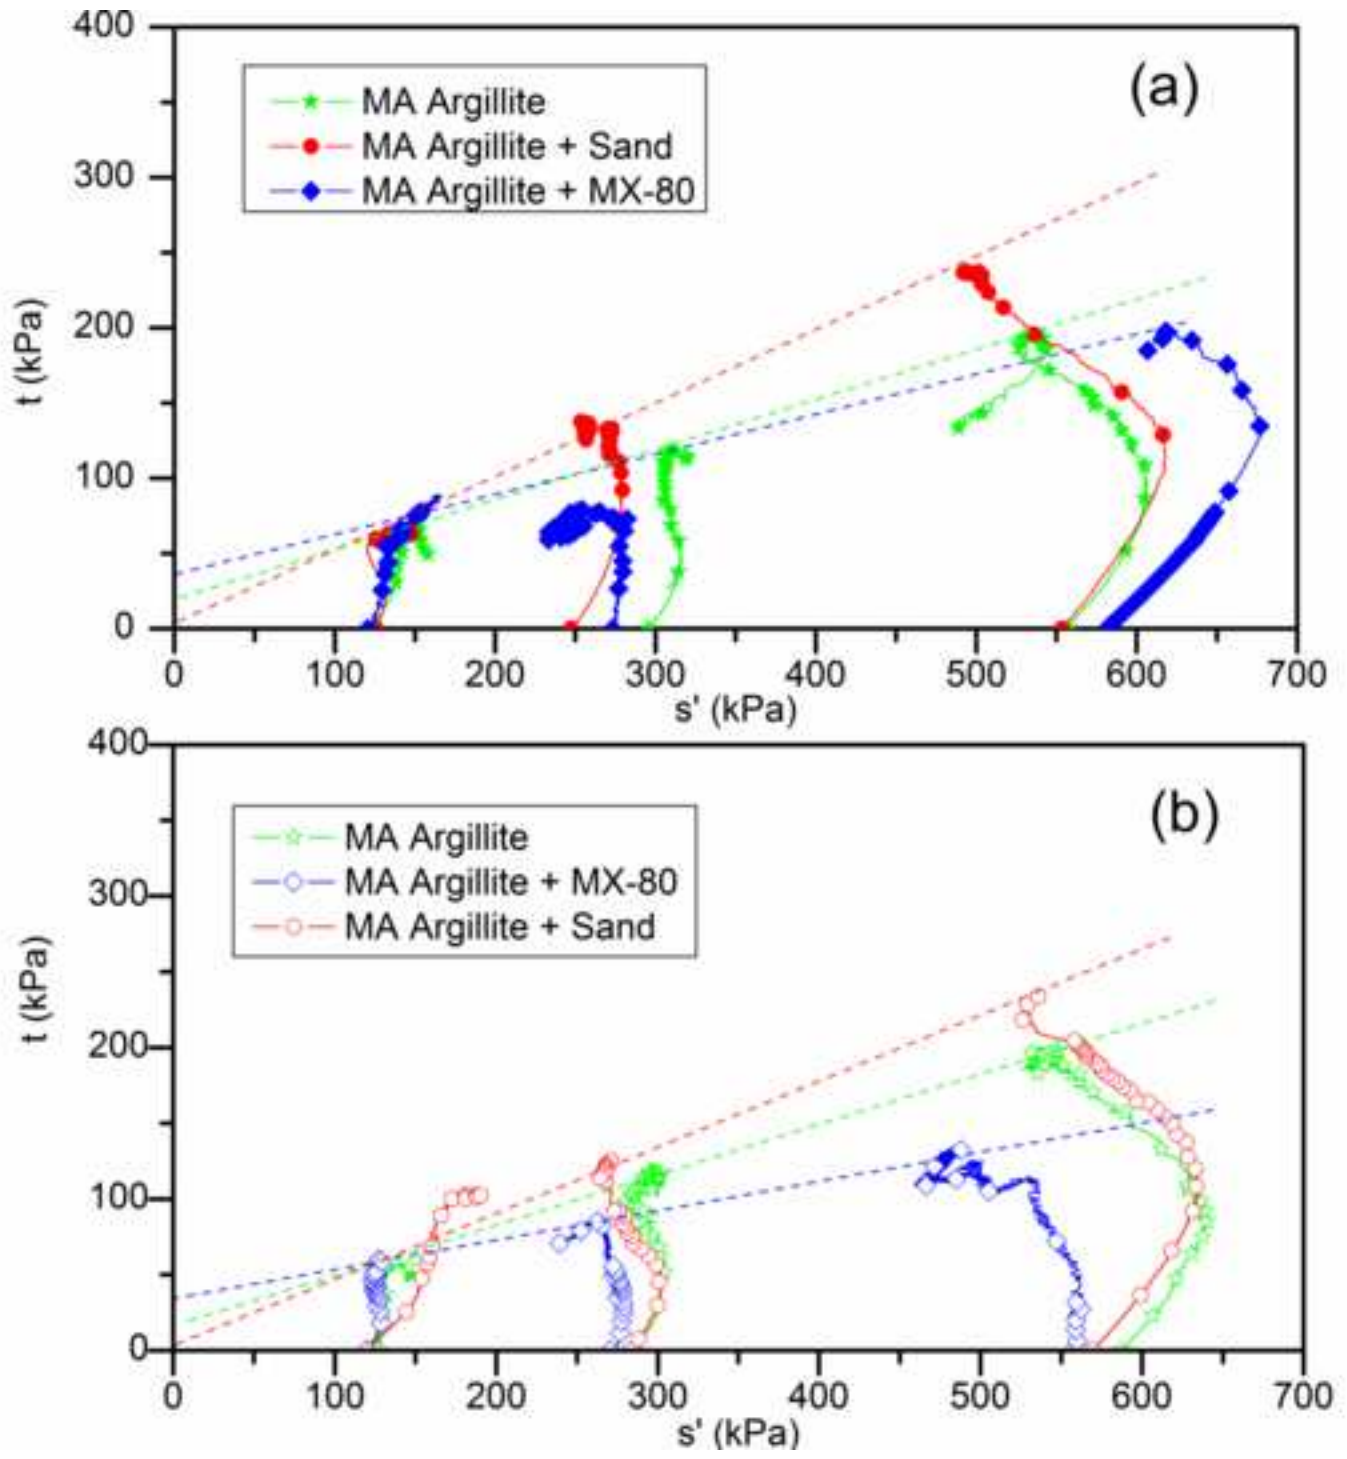 400
(a)
MA Argillite
MA Argillite + Sand
MA Argillite + MX-80
300
200
100
0
t (kPa)
0 100 200 300 400 500 600 700
s' (kPa)
400
(b)
MA Argillite
MA Argillite + MX-80
MA Argillite + Sand
300
200
100
0
t (kPa)
0 100 200 300 400 500 600 700
s' (kPa)